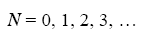 N = 0, 1, 2, 3, …